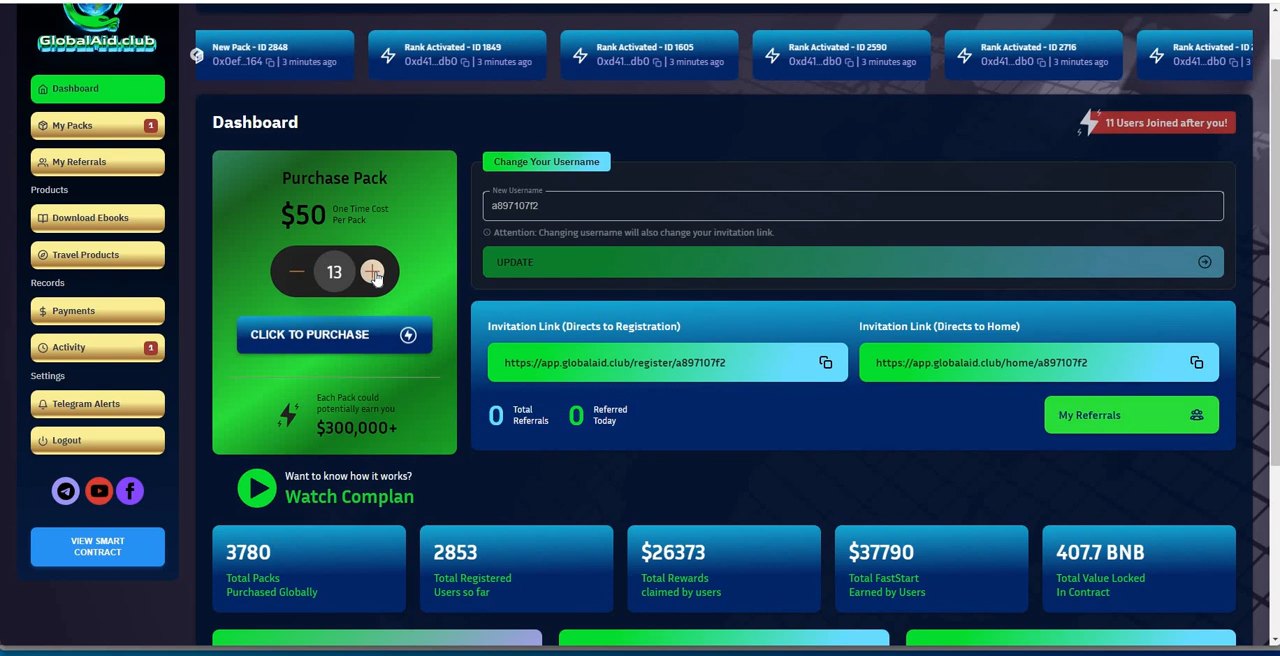 GlobalAid.club
New Pack - ID 2848
0x0ef...164 | 3 minutes ago
Rank Activated - ID 1849
0xd41...db0 | 3 minutes ago
Rank Activated - ID 1605
0xd41...db0 | 3 minutes ago
Rank Activated - ID 2590
0xd41...db0 | 3 minutes ago
Rank Activated - ID 2716
0xd41...db0 | 3 minutes ago
Rank Activated - ID
0xd41...db0 | 3
Dashboard
My Packs 1
My Referrals
Products
Download Ebooks
Travel Products
Records
Payments
Activity 1
Settings
Telegram Alerts
Logout
VIEW SMART
CONTRACT
Dashboard
11 Users Joined after you!
Purchase Pack
$50 One Time Cost
Per Pack
13
CLICK TO PURCHASE
Each Pack could
potentially earn you
$300,000+
Change Your Username
New Username
a897107f2
Attention: Changing username will also change your invitation link.
UPDATE
Invitation Link (Directs to Registration)
https://app.globalaid.club/register/a897107f2
Invitation Link (Directs to Home)
https://app.globalaid.club/home/a897107f2
0 Total
Referrals
0 Referred
Today
My Referrals
Want to know how it works?
Watch Complan
3780
Total Packs
Purchased Globally
2853
Total Registered
Users so far
$26373
Total Rewards
claimed by users
$37790
Total FastStart
Earned by Users
407.7 BNB
Total Value Locked
In Contract